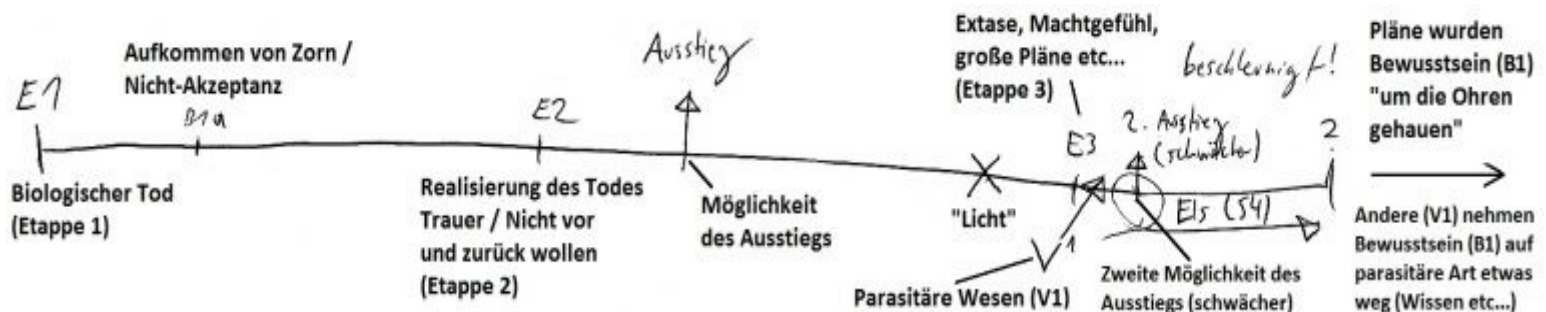 E1
Biologischer Tod
(Etappe 1)
Aufkommen von Zorn /
Nicht-Akzeptanz
B1a
E2
Realisierung des Todes
Trauer / Nicht vor
und zurück wollen
(Etappe 2)
Ausstieg
Möglichkeit
des Ausstiegs
"Licht"
Extase, Machtgefühl,
große Pläne etc...
(Etappe 3)
E3
Parasitäre Wesen (V1)
V1
beschleunigt!
2. Ausstieg
(schwächer)
(S4)
Zweite Möglichkeit des
Ausstiegs (schwächer)
2
Pläne wurden
Bewusstsein (B1)
"um die Ohren
gehauen"
Andere (V1) nehmen
Bewusstsein (B1) auf
parasitäre Art etwas
weg (Wissen etc...)